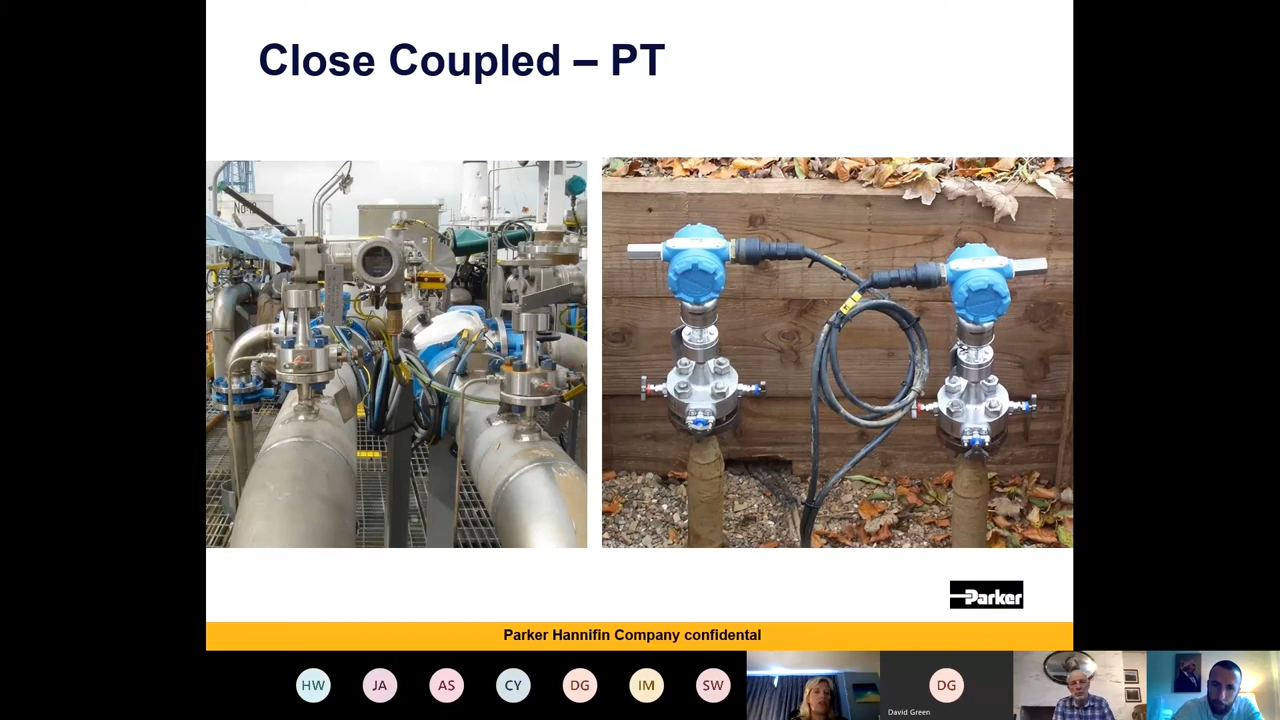 Close Coupled – PT
Parker
Parker Hannifin Company confidental
HW
JA
AS
CY
DG
IM
SW
DG
David Green